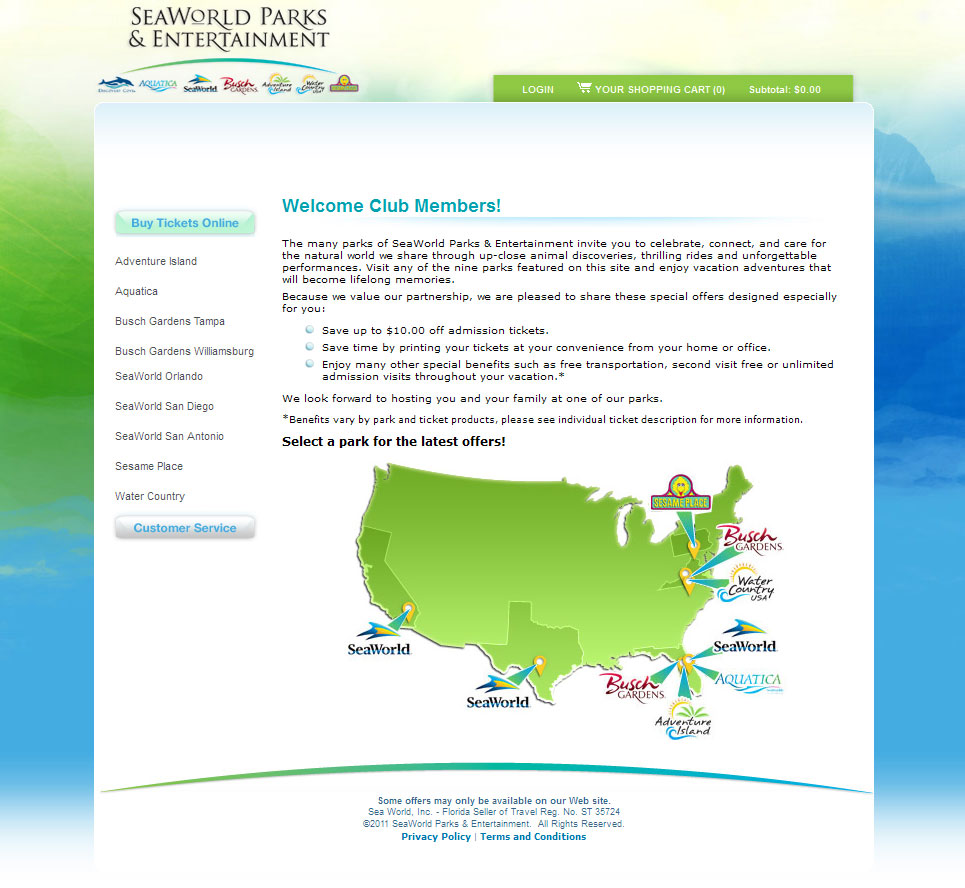 SEAWORLD PARKS
& ENTERTAINMENT
DISCOVERY COVE. AQUATICA SeaWorld. Busch GARDENS. Adventure Island Water Country USA
LOGIN YOUR SHOPPING CART (0) Subtotal: $0.00
Welcome Club Members!
Buy Tickets Online
Adventure Island
Aquatica
Busch Gardens Tampa
Busch Gardens Williamsburg
SeaWorld Orlando
SeaWorld San Diego
SeaWorld San Antonio
Sesame Place
Water Country
Customer Service
The many parks of SeaWorld Parks & Entertainment invite you to celebrate, connect, and care for
the natural world we share through up-close animal discoveries, thrilling rides and unforgettable
performances. Visit any of the nine parks featured on this site and enjoy vacation adventures that
will become lifelong memories.
Because we value our partnership, we are pleased to share these special offers designed especially
for you:
Save up to $10.00 off admission tickets.
Save time by printing your tickets at your convenience from your home or office.
Enjoy many other special benefits such as free transportation, second visit free or unlimited
admission visits throughout your vacation.*
We look forward to hosting you and your family at one of our parks.
*Benefits vary by park and ticket products, please see individual ticket description for more information.
Select a park for the latest offers!
SESAME PLACE
Busch
GARDENS.
Water
Country
USA
SeaWorld.
SeaWorld.
SeaWorld.
Busch
GARDENS.
AQUATICA
Adventure
Island
Some offers may only be available on our Web site.
Sea World, Inc. - Florida Seller of Travel Reg. No. ST 35724
©2011 SeaWorld Parks & Entertainment. All Rights Reserved.
Privacy Policy | Terms and Conditions